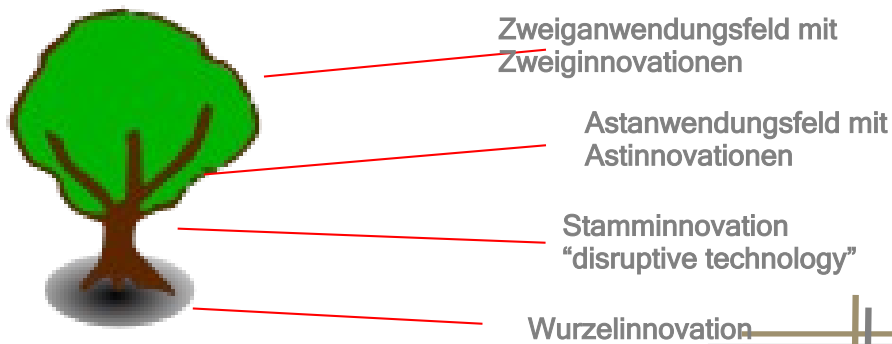 Zweiganwendungsfeld mit
Zweiginnovationen
Astanwendungsfeld mit
Astinnovationen
Stamminnovation
“disruptive technology”
Wurzelinnovation